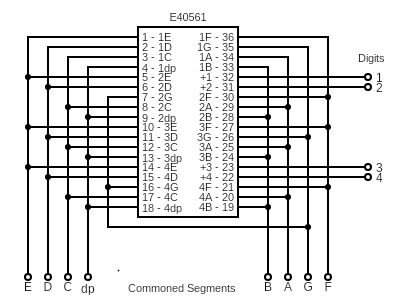 E40561
1 - 1E 1F - 36
2 - 1D 1G - 35
3 - 1C 1A - 34
4 - 1dp 1B - 33
5 - 2E +1 - 32
6 - 2D +2 - 31
7 - 2G 2F - 30
8 - 2C 2A - 29
9 - 2dp 2B - 28
10 - 3E 3F - 27
11 - 3D 3G - 26
12 - 3C 3A - 25
13 - 3dp 3B - 24
14 - 4E +3 - 23
15 - 4D +4 - 22
16 - 4G 4F - 21
17 - 4C 4A - 20
18 - 4dp 4B - 19
Digits
1
2
3
4
E D C dp B A G F
Commoned Segments